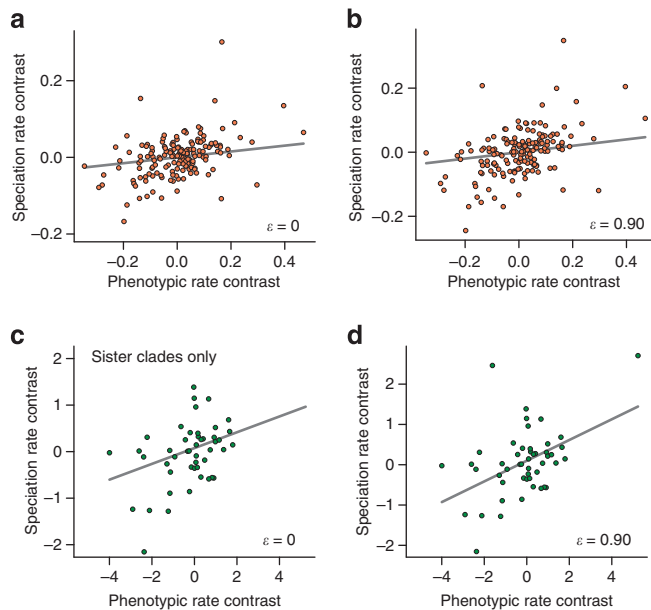 a
Speciation rate contrast
0.2
0.0
−0.2
ε = 0
−0.2
0.0
0.2
0.4
Phenotypic rate contrast
b
Speciation rate contrast
0.2
0.0
−0.2
ε = 0.90
−0.2
0.0
0.2
0.4
Phenotypic rate contrast
c
Sister clades only
Speciation rate contrast
2
1
0
−1
−2
ε = 0
−4
−2
0
2
4
Phenotypic rate contrast
d
Speciation rate contrast
2
1
0
−1
−2
ε = 0.90
−4
−2
0
2
4
Phenotypic rate contrast